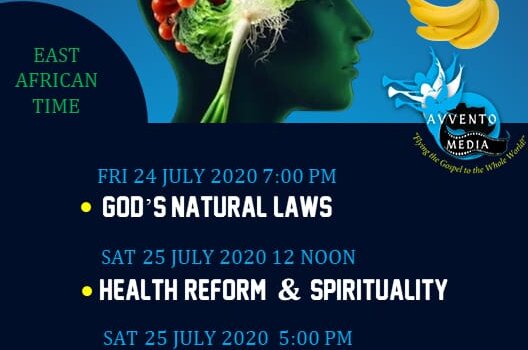 EAST
AFRICAN
TIME
AVVENTO
MEDIA
"Flying the Gospel to the Whole World!"
FRI 24 JULY 2020 7:00 PM
• GOD'S NATURAL LAWS
SAT 25 JULY 2020 12 NOON
• HEALTH REFORM & SPIRITUALITY
SAT 25 JULY 2020 5:00 PM